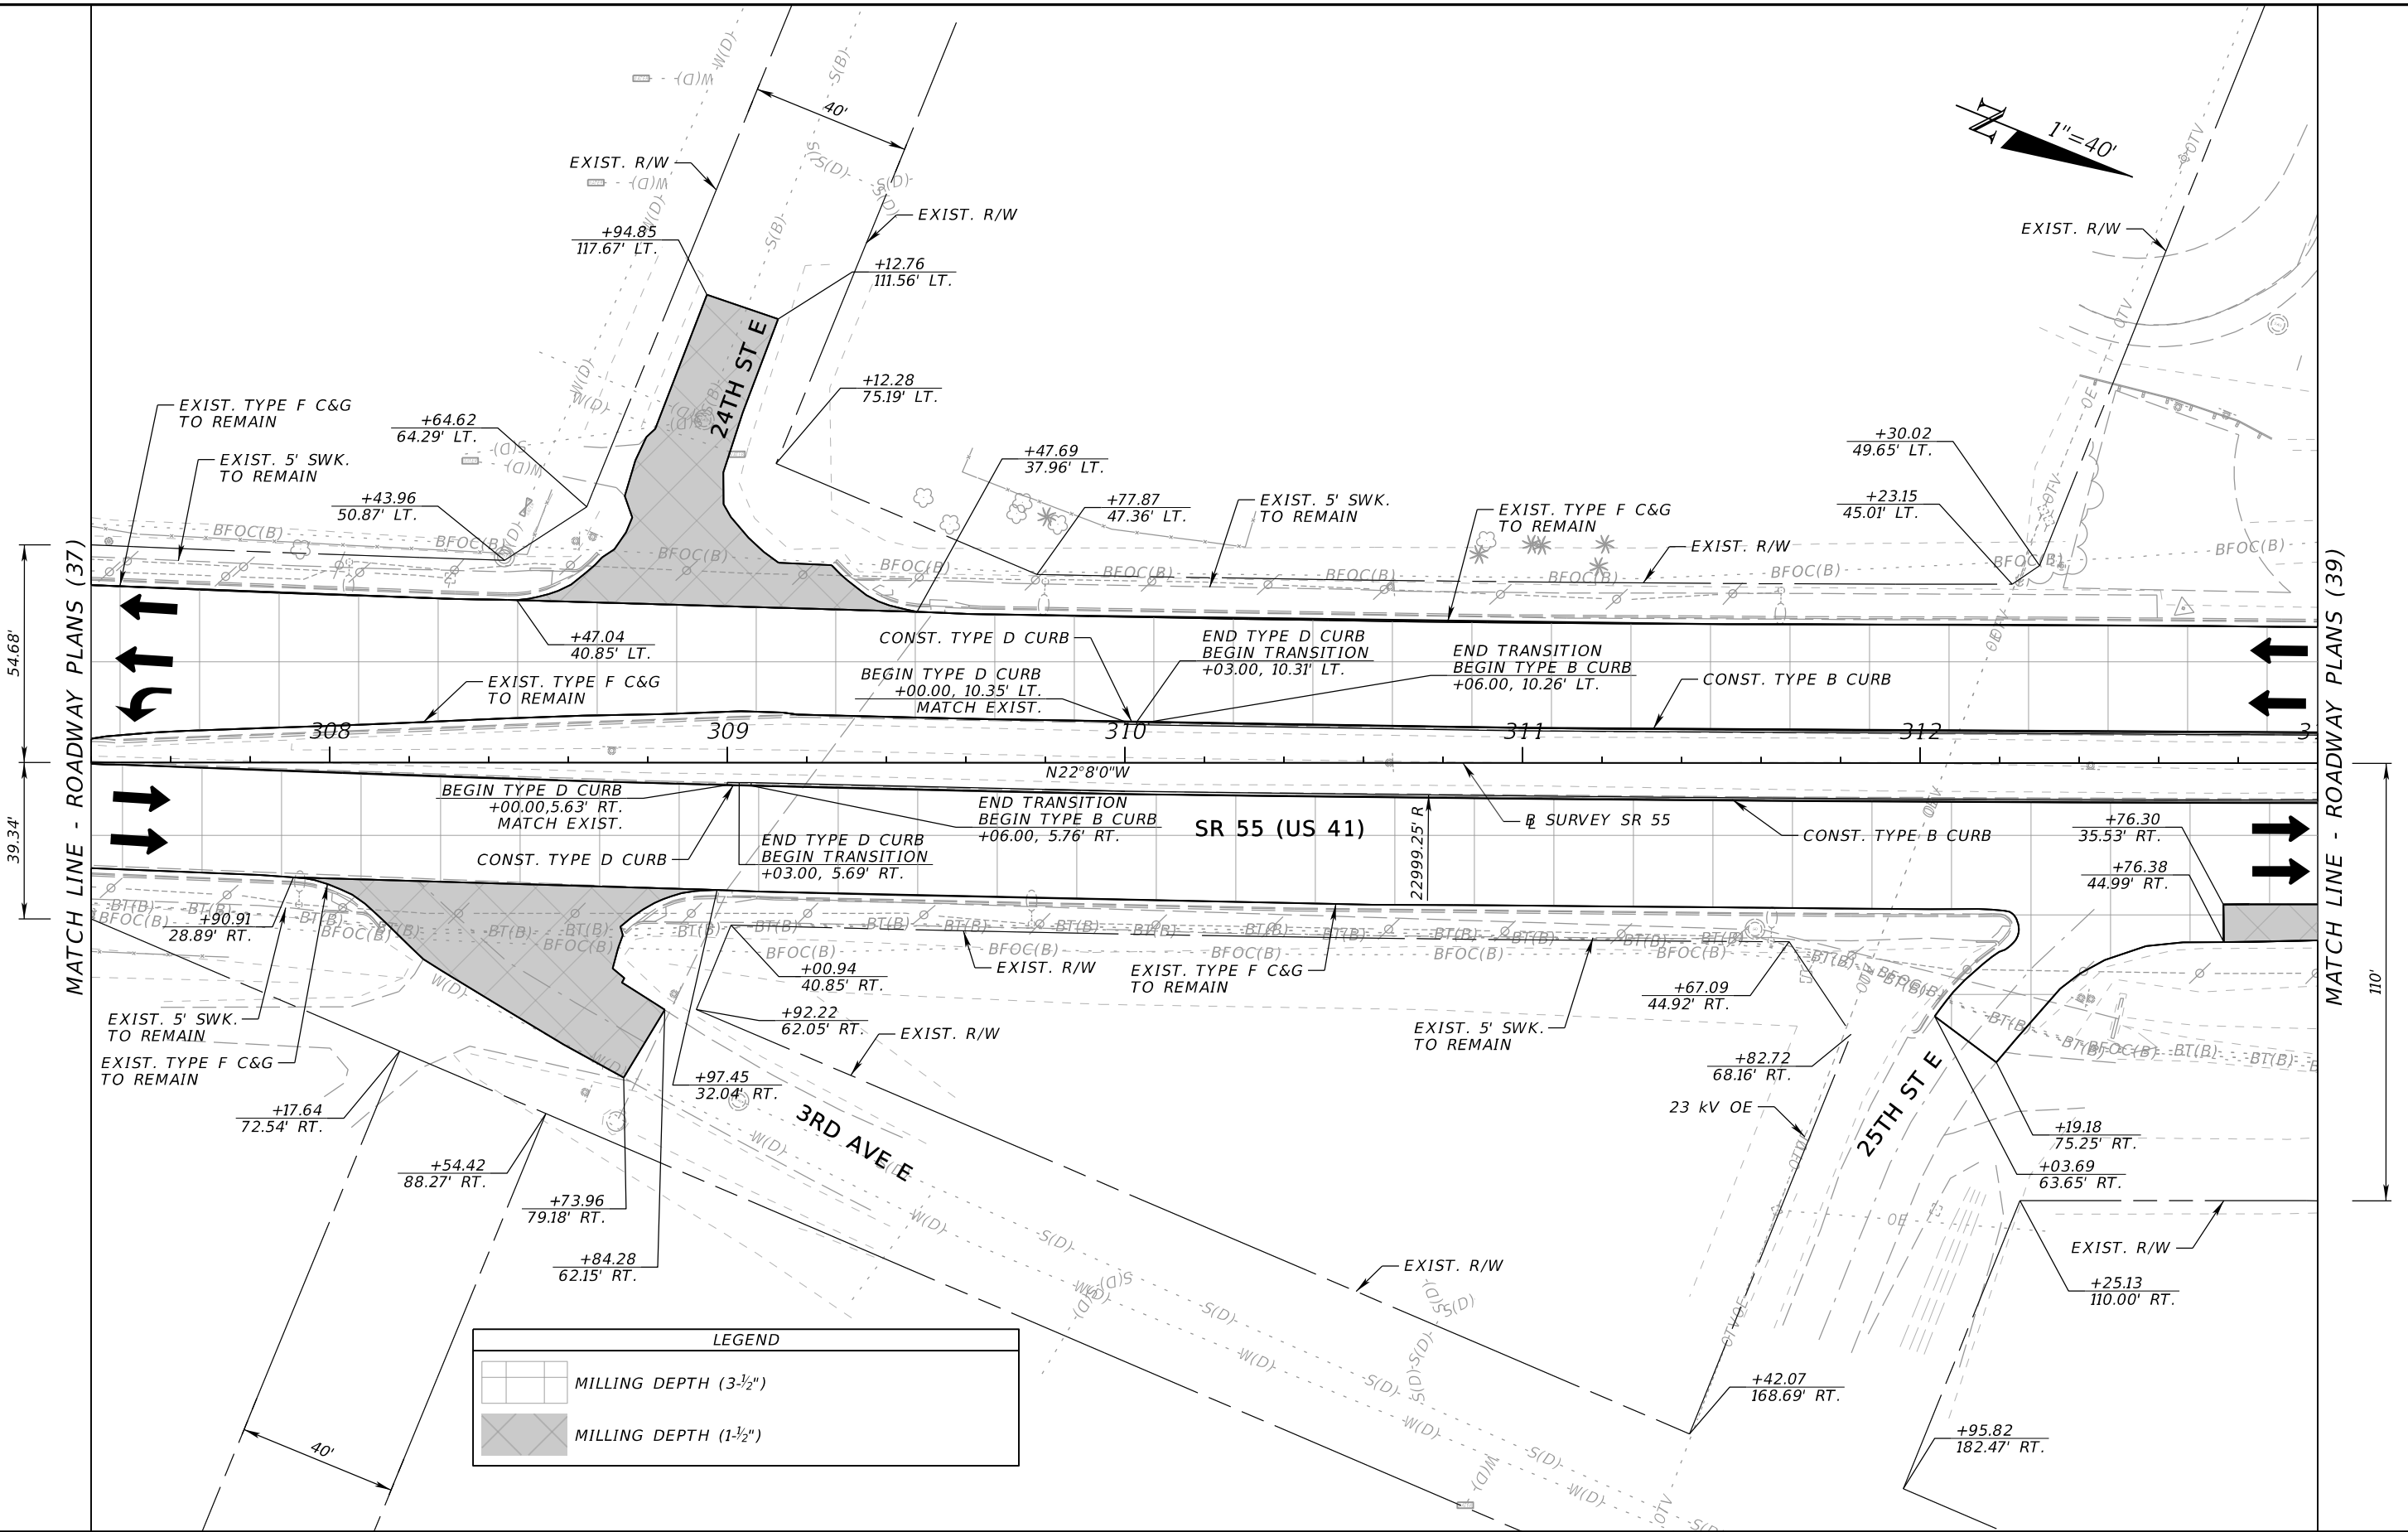 40'
1"=40'
N
EXIST. R/W
EXIST. R/W
EXIST. R/W
+94.85
117.67' LT.
+12.76
111.56' LT.
+12.28
75.19' LT.
24TH ST E
EXIST. TYPE F C&G
TO REMAIN
EXIST. 5' SWK.
TO REMAIN
+64.62
64.29' LT.
+43.96
50.87' LT.
+47.69
37.96' LT.
+77.87
47.36' LT.
EXIST. 5' SWK.
TO REMAIN
EXIST. TYPE F C&G
TO REMAIN
EXIST. R/W
+30.02
49.65' LT.
+23.15
45.01' LT.
BFOC(B)
BFOC(B)
BFOC(B)
BFOC(B)
BFOC(B)
BFOC(B)
BFOC(B)
BFOC(B)
BFOC(B)
BFOC(B)
MATCH LINE - ROADWAY PLANS (37)
54.68'
39.34'
+47.04
40.85' LT.
EXIST. TYPE F C&G
TO REMAIN
CONST. TYPE D CURB
BEGIN TYPE D CURB
+00.00, 10.35' LT.
MATCH EXIST.
END TYPE D CURB
BEGIN TRANSITION
+03.00, 10.31' LT.
END TRANSITION
BEGIN TYPE B CURB
+06.00, 10.26' LT.
CONST. TYPE B CURB
308
309
310
311
312
N22°8'0"W
BEGIN TYPE D CURB
+00.00,5.63' RT.
MATCH EXIST.
CONST. TYPE D CURB
END TYPE D CURB
BEGIN TRANSITION
+03.00, 5.69' RT.
END TRANSITION
BEGIN TYPE B CURB
+06.00, 5.76' RT.
SR 55 (US 41)
22999.25' R
BL SURVEY SR 55
CONST. TYPE B CURB
+76.30
35.53' RT.
+76.38
44.99' RT.
MATCH LINE - ROADWAY PLANS (39)
110'
+90.91
28.89' RT.
EXIST. 5' SWK.
TO REMAIN
EXIST. TYPE F C&G
TO REMAIN
+00.94
40.85' RT.
+92.22
62.05' RT.
EXIST. R/W
EXIST. R/W
EXIST. TYPE F C&G
TO REMAIN
EXIST. 5' SWK.
TO REMAIN
+67.09
44.92' RT.
+82.72
68.16' RT.
23 kV OE
25TH ST E
+97.45
32.04' RT.
3RD AVE E
+17.64
72.54' RT.
+54.42
88.27' RT.
+73.96
79.18' RT.
+84.28
62.15' RT.
+19.18
75.25' RT.
+03.69
63.65' RT.
EXIST. R/W
+25.13
110.00' RT.
EXIST. R/W
+42.07
168.69' RT.
+95.82
182.47' RT.
40'
LEGEND
MILLING DEPTH (3-½")
MILLING DEPTH (1-½")